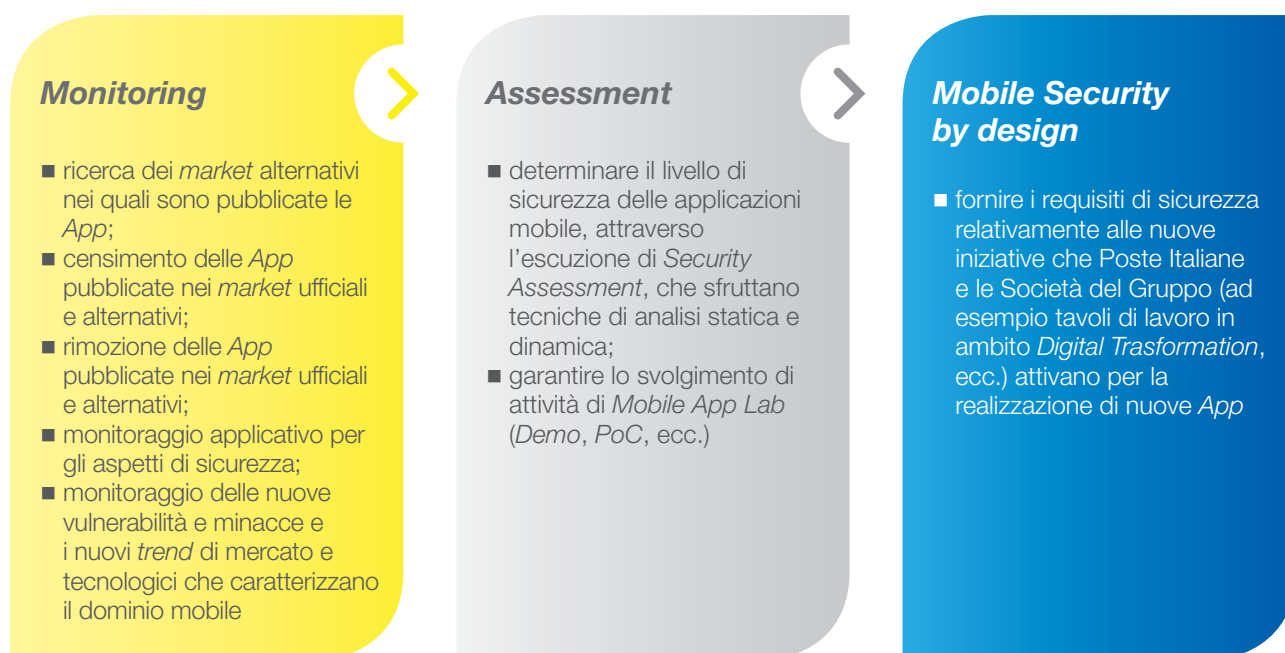 Monitoring
■ ricerca dei market alternativi
nei quali sono pubblicate le
App;
■ censimento delle App
pubblicate nei market ufficiali
e alternativi;
■ rimozione delle App
pubblicate nei market ufficiali
e alternativi;
■ monitoraggio applicativo per
gli aspetti di sicurezza;
■ monitoraggio delle nuove
vulnerabilità e minacce e
i nuovi trend di mercato e
tecnologici che caratterizzano
il dominio mobile
Assessment
■ determinare il livello di
sicurezza delle applicazioni
mobile, attraverso
l'escuzione di Security
Assessment, che sfruttano
tecniche di analisi statica e
dinamica;
■ garantire lo svolgimento di
attività di Mobile App Lab
(Demo, PoC, ecc.)
Mobile Security
by design
■ fornire i requisiti di sicurezza
relativamente alle nuove
iniziative che Poste Italiane
e le Società del Gruppo (ad
esempio tavoli di lavoro in
ambito Digital Trasformation,
ecc.) attivano per la
realizzazione di nuove App